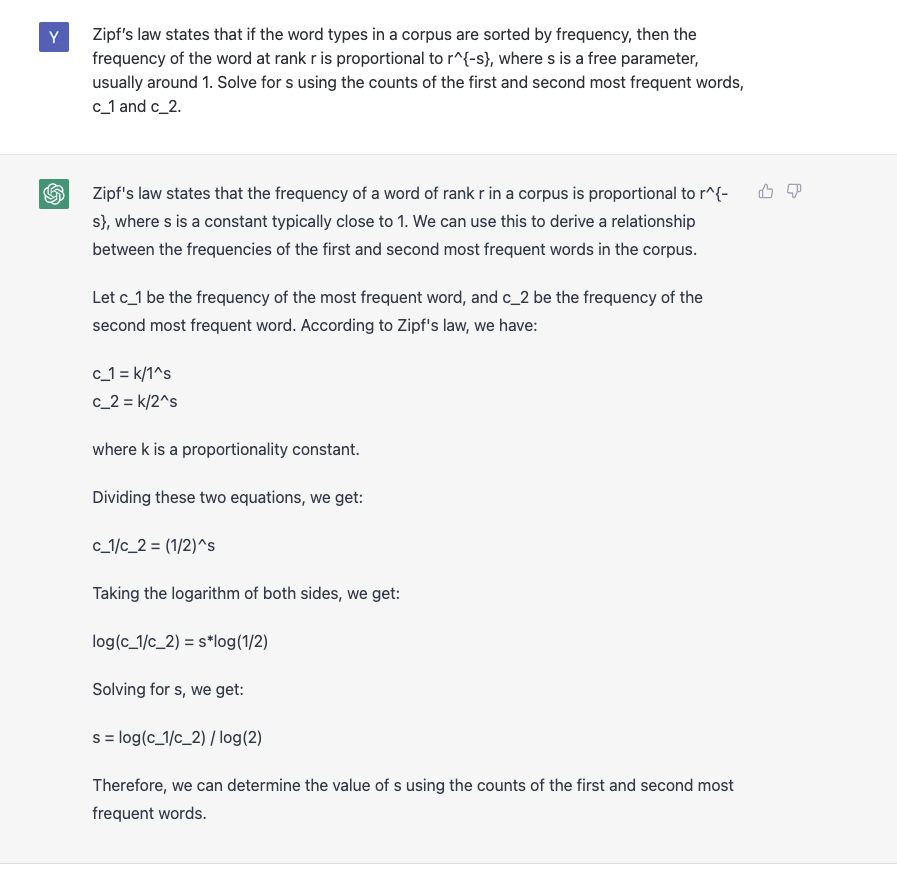 Y
Zipf’s law states that if the word types in a corpus are sorted by frequency, then the
frequency of the word at rank r is proportional to r^{-s}, where s is a free parameter,
usually around 1. Solve for s using the counts of the first and second most frequent words,
c_1 and c_2.
Zipf's law states that the frequency of a word of rank r in a corpus is proportional to r^{-
s}, where s is a constant typically close to 1. We can use this to derive a relationship
between the frequencies of the first and second most frequent words in the corpus.
Let c_1 be the frequency of the most frequent word, and c_2 be the frequency of the
second most frequent word. According to Zipf's law, we have:
c_1 = k/1^s
c_2 = k/2^s
where k is a proportionality constant.
Dividing these two equations, we get:
c_1/c_2 = (1/2)^s
Taking the logarithm of both sides, we get:
log(c_1/c_2) = s*log(1/2)
Solving for s, we get:
s = log(c_1/c_2) / log(2)
Therefore, we can determine the value of s using the counts of the first and second most
frequent words.